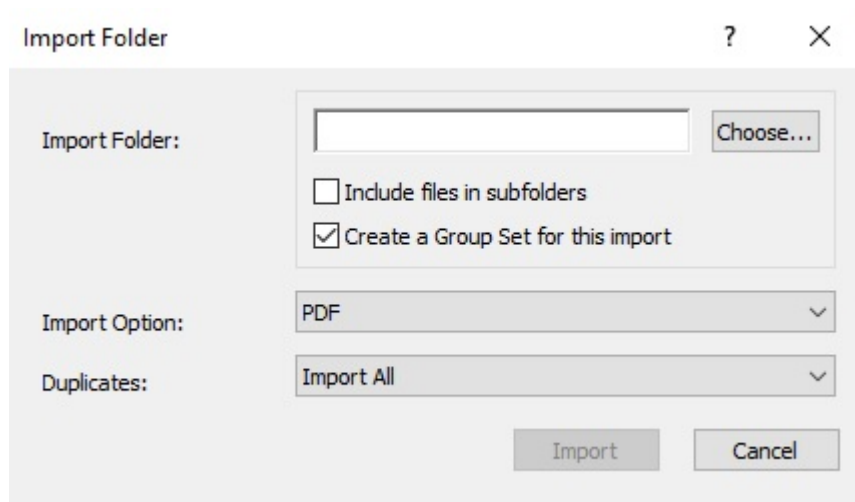 Import Folder
?
Import Folder:
Choose...
Include files in subfolders
Create a Group Set for this import
Import Option:
PDF
Duplicates:
Import All
Import
Cancel